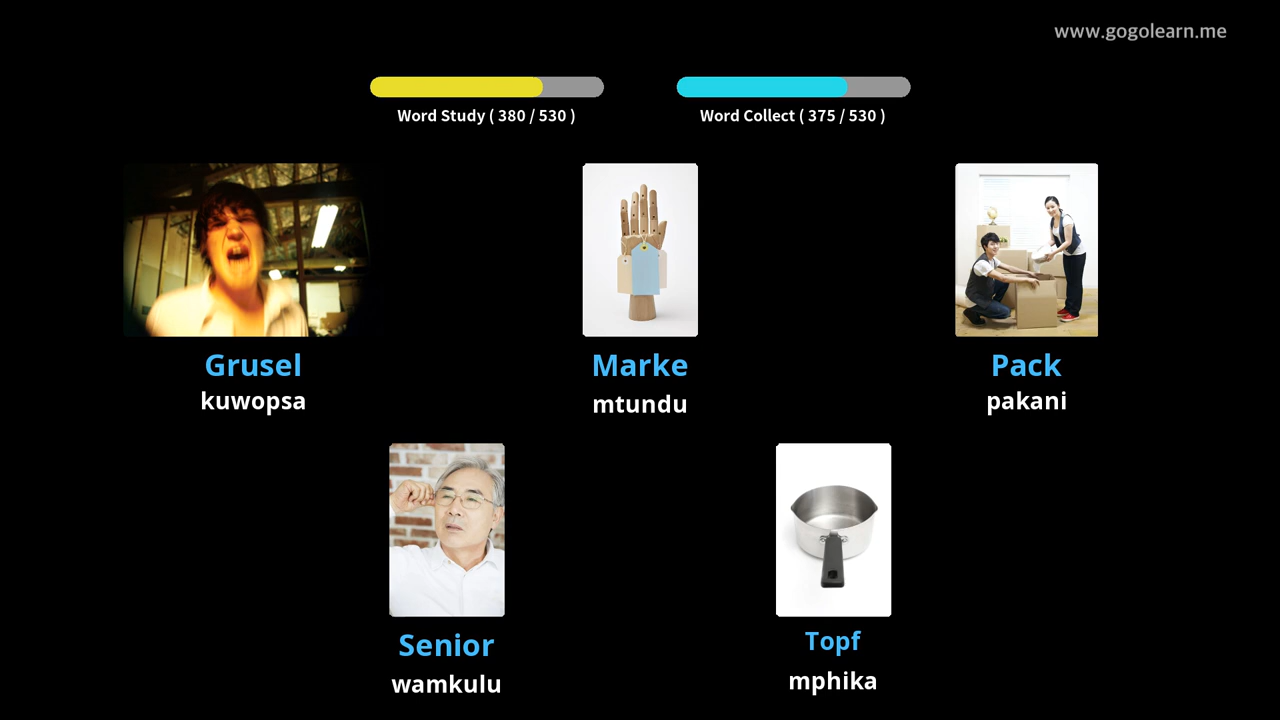 www.gogolearn.me
Word Study ( 380 / 530 )
Word Collect ( 375 / 530 )
Grusel
kuwopsa
Marke
mtundu
Pack
pakani
Senior
wamkulu
Topf
mphika